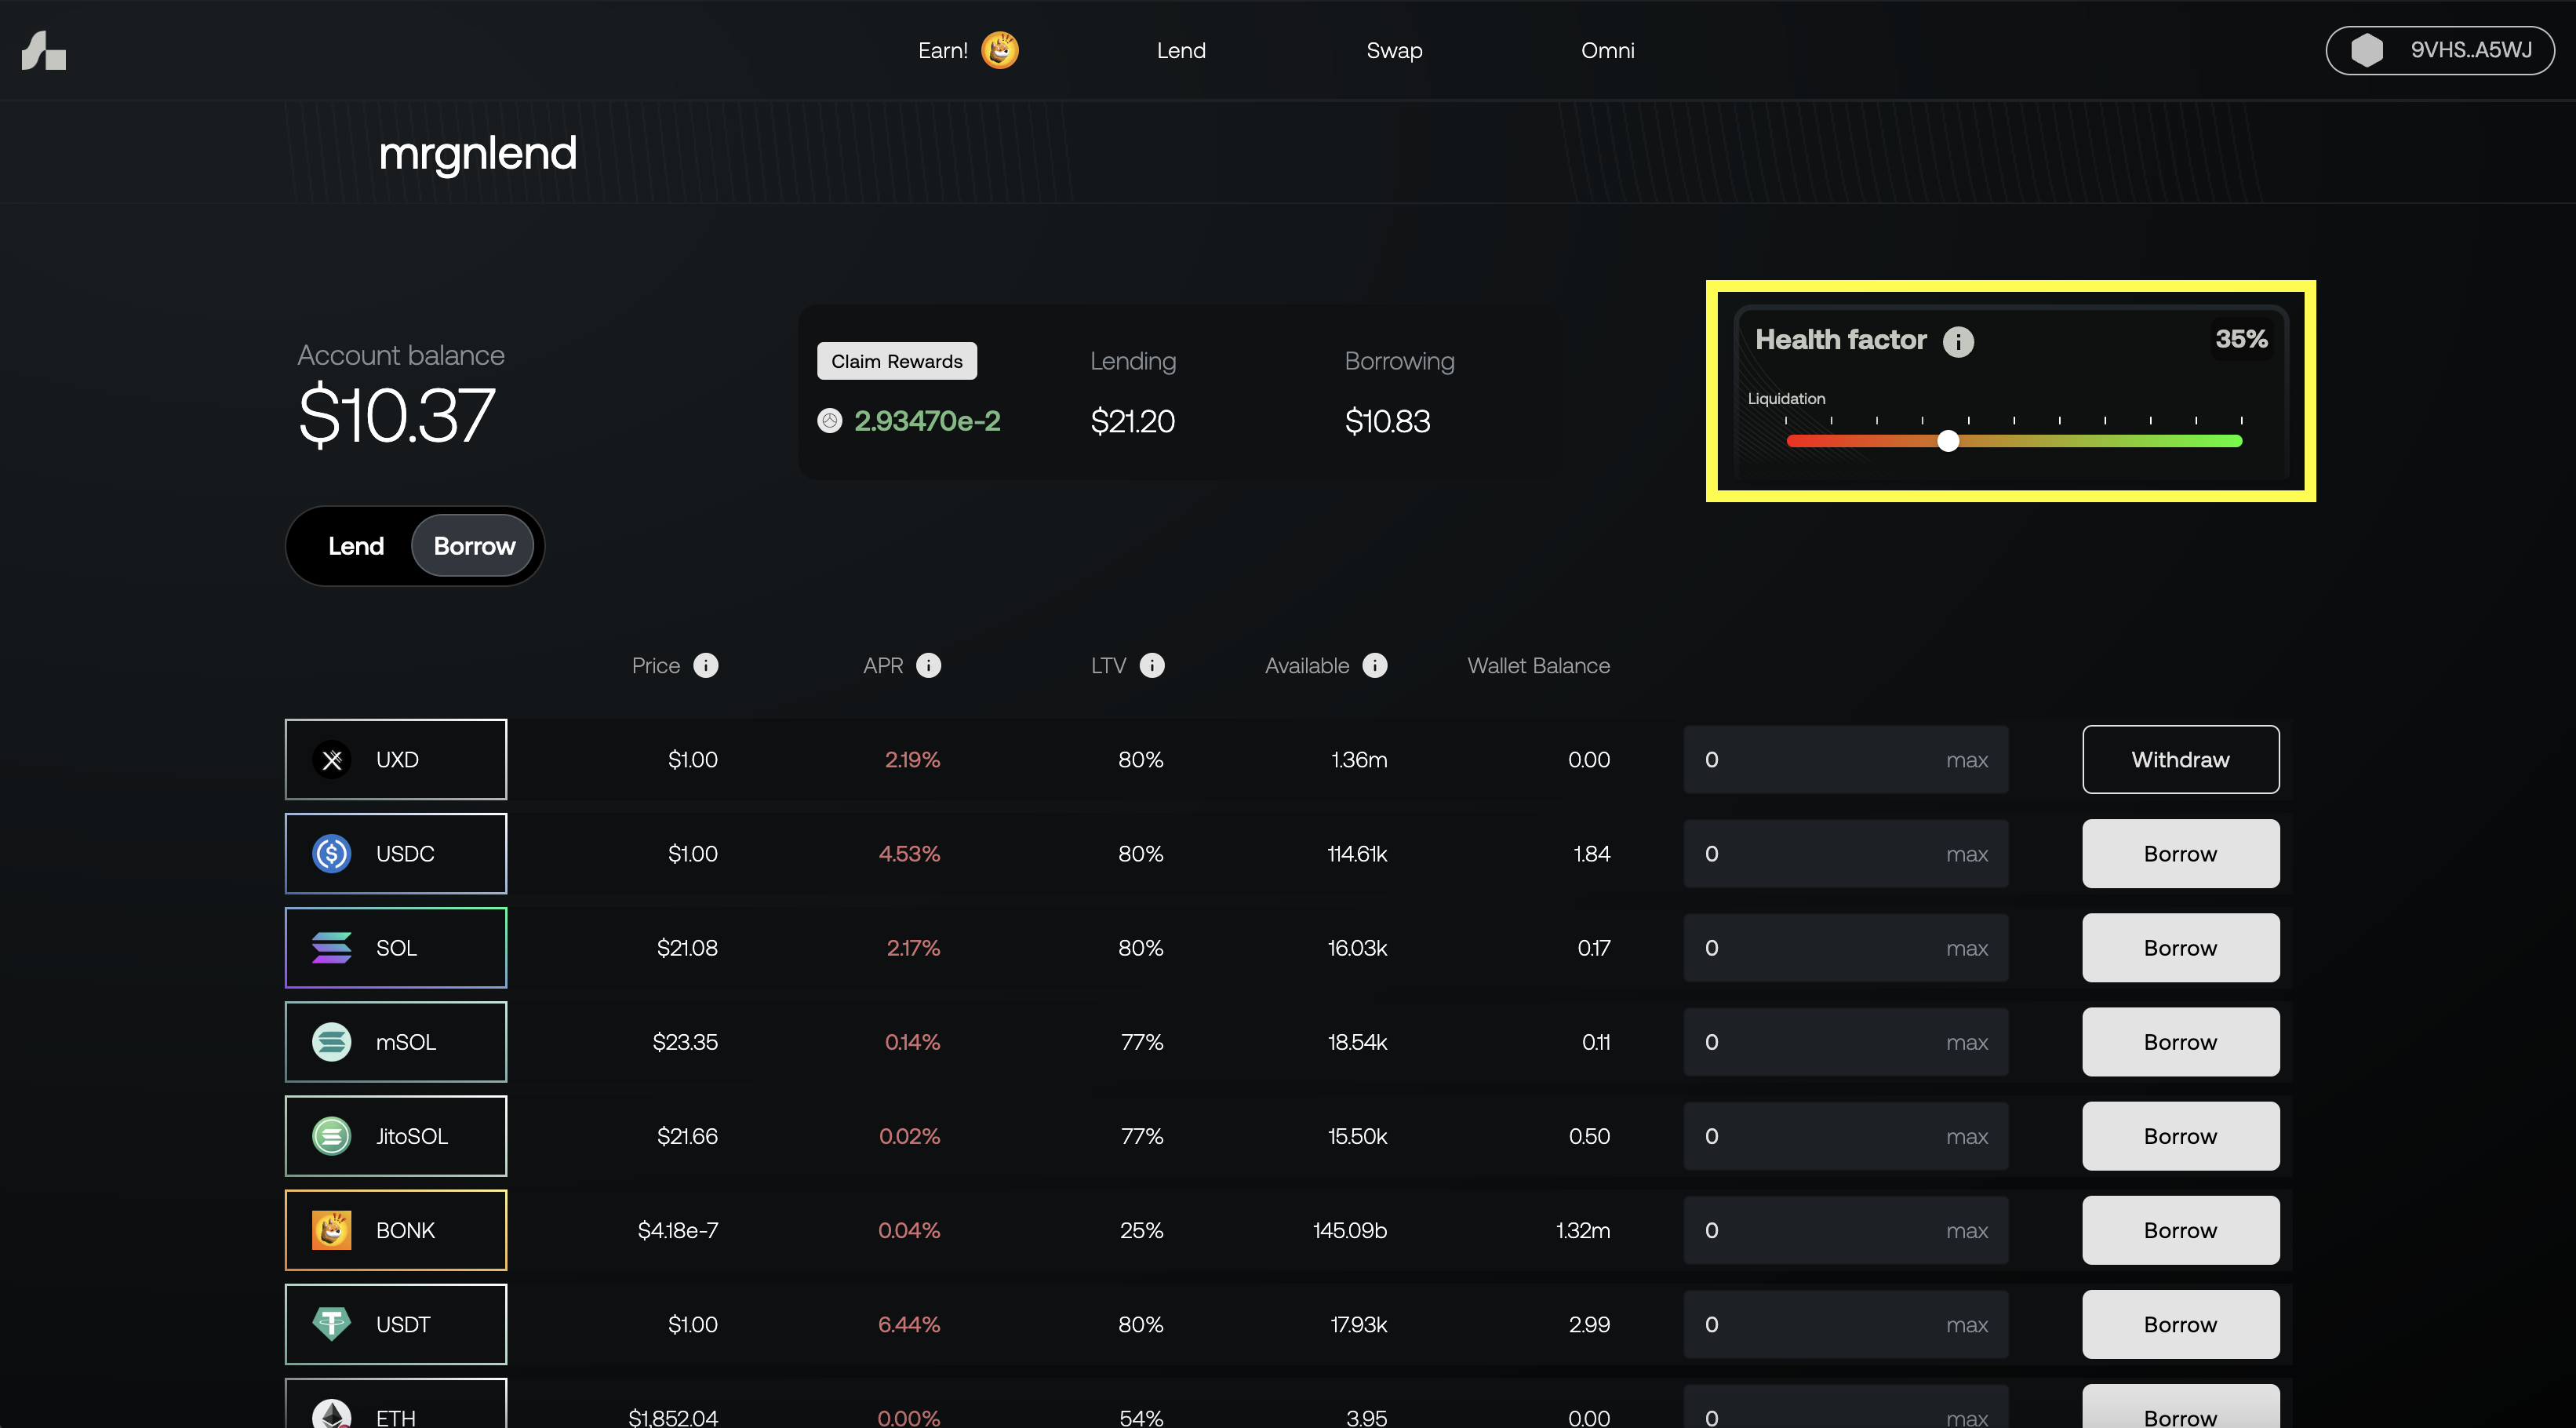 Earn! Lend Swap Omni 9VHS..A5WJ
mrgnlend
Account balance
$10.37
Claim Rewards Lending Borrowing
2.93470e-2 $21.20 $10.83
Health factor i 35%
Liquidation
Lend Borrow
Price i APR i LTV i Available i Wallet Balance
UXD $1.00 2.19% 80% 1.36m 0.00 0 max Withdraw
USDC $1.00 4.53% 80% 114.61k 1.84 0 max Borrow
SOL $21.08 2.17% 80% 16.03k 0.17 0 max Borrow
mSOL $23.35 0.14% 77% 18.54k 0.11 0 max Borrow
JitoSOL $21.66 0.02% 77% 15.50k 0.50 0 max Borrow
BONK $4.18e-7 0.04% 25% 145.09b 1.32m 0 max Borrow
USDT $1.00 6.44% 80% 17.93k 2.99 0 max Borrow
ETH $1,852.04 0.00% 54% 3.95 0.00 0 max Borrow